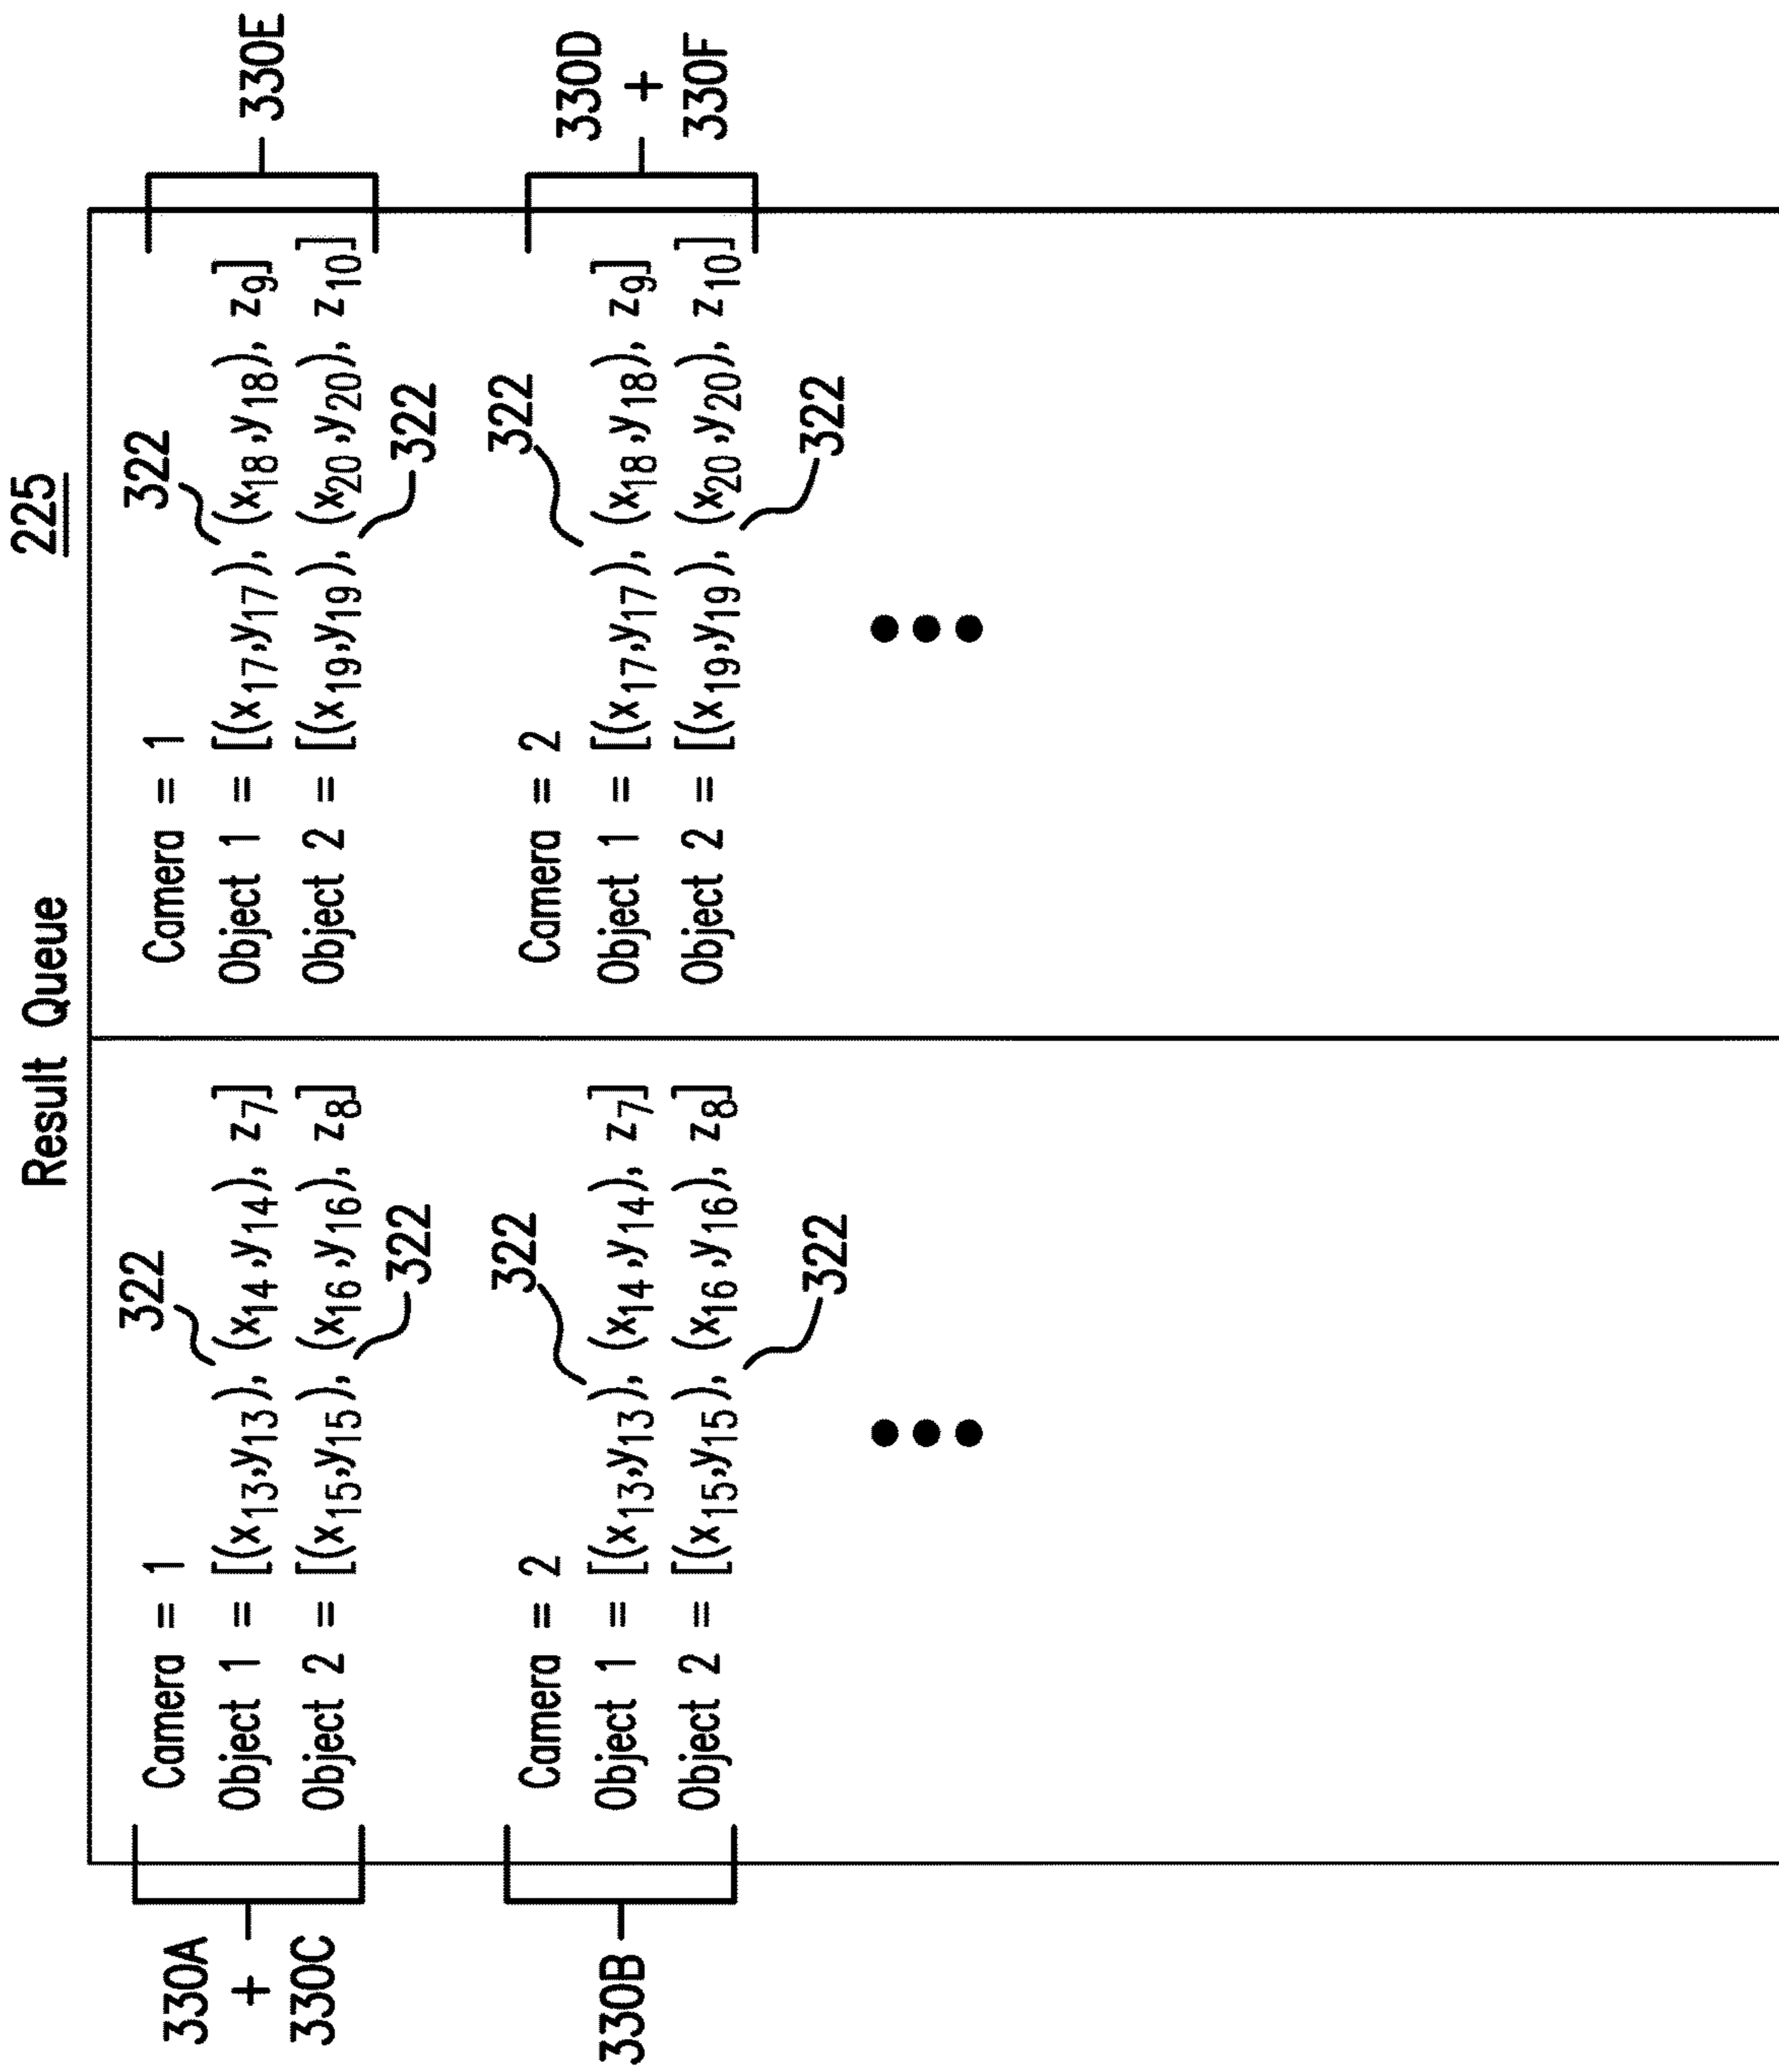 Result Queue
225
330A
+
330C
Camera = 1
322
Object 1 = [(x13,y13), (x14,y14), z7]
Object 2 = [(x15,y15), (x16,y16), z8]
322
330B
Camera = 2
322
Object 1 = [(x13,y13), (x14,y14), z7]
Object 2 = [(x15,y15), (x16,y16), z8]
322
Camera = 1
322
Object 1 = [(x17,y17), (x18,y18), z9]
Object 2 = [(x19,y19), (x20,y20), z10]
322
330E
Camera = 2
322
Object 1 = [(x17,y17), (x18,y18), z9]
Object 2 = [(x19,y19), (x20,y20), z10]
322
330D
+
330F